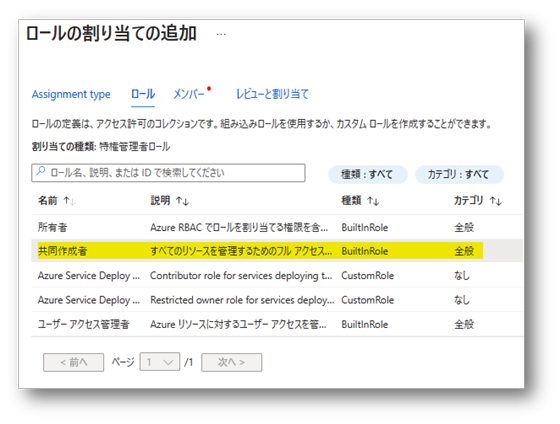 ロールの割り当ての追加 …
Assignment type ロール メンバー レビューと割り当て
ロールの定義は、アクセス許可のコレクションです。組み込みロールを使用するか、カスタム ロールを作成することができます。
割り当ての種類: 特権管理者ロール
ロール名、説明、または ID で検索してください 種類 : すべて カテゴリ : すべて
名前 ↑↓ 説明 ↑↓ 種類 ↑↓ カテゴリ ↑↓
所有者 Azure RBAC でロールを割り当てる権限を含... BuiltInRole 全般
共同作成者 すべてのリソースを管理するためのフル アクセス... BuiltInRole 全般
Azure Service Deploy ... Contributor role for services deploying t... CustomRole なし
Azure Service Deploy ... Restricted owner role for services deploy... CustomRole なし
ユーザー アクセス管理者 Azure リソースに対するユーザー アクセスを管... BuiltInRole 全般
< 前へ ページ 1 /1 次へ >